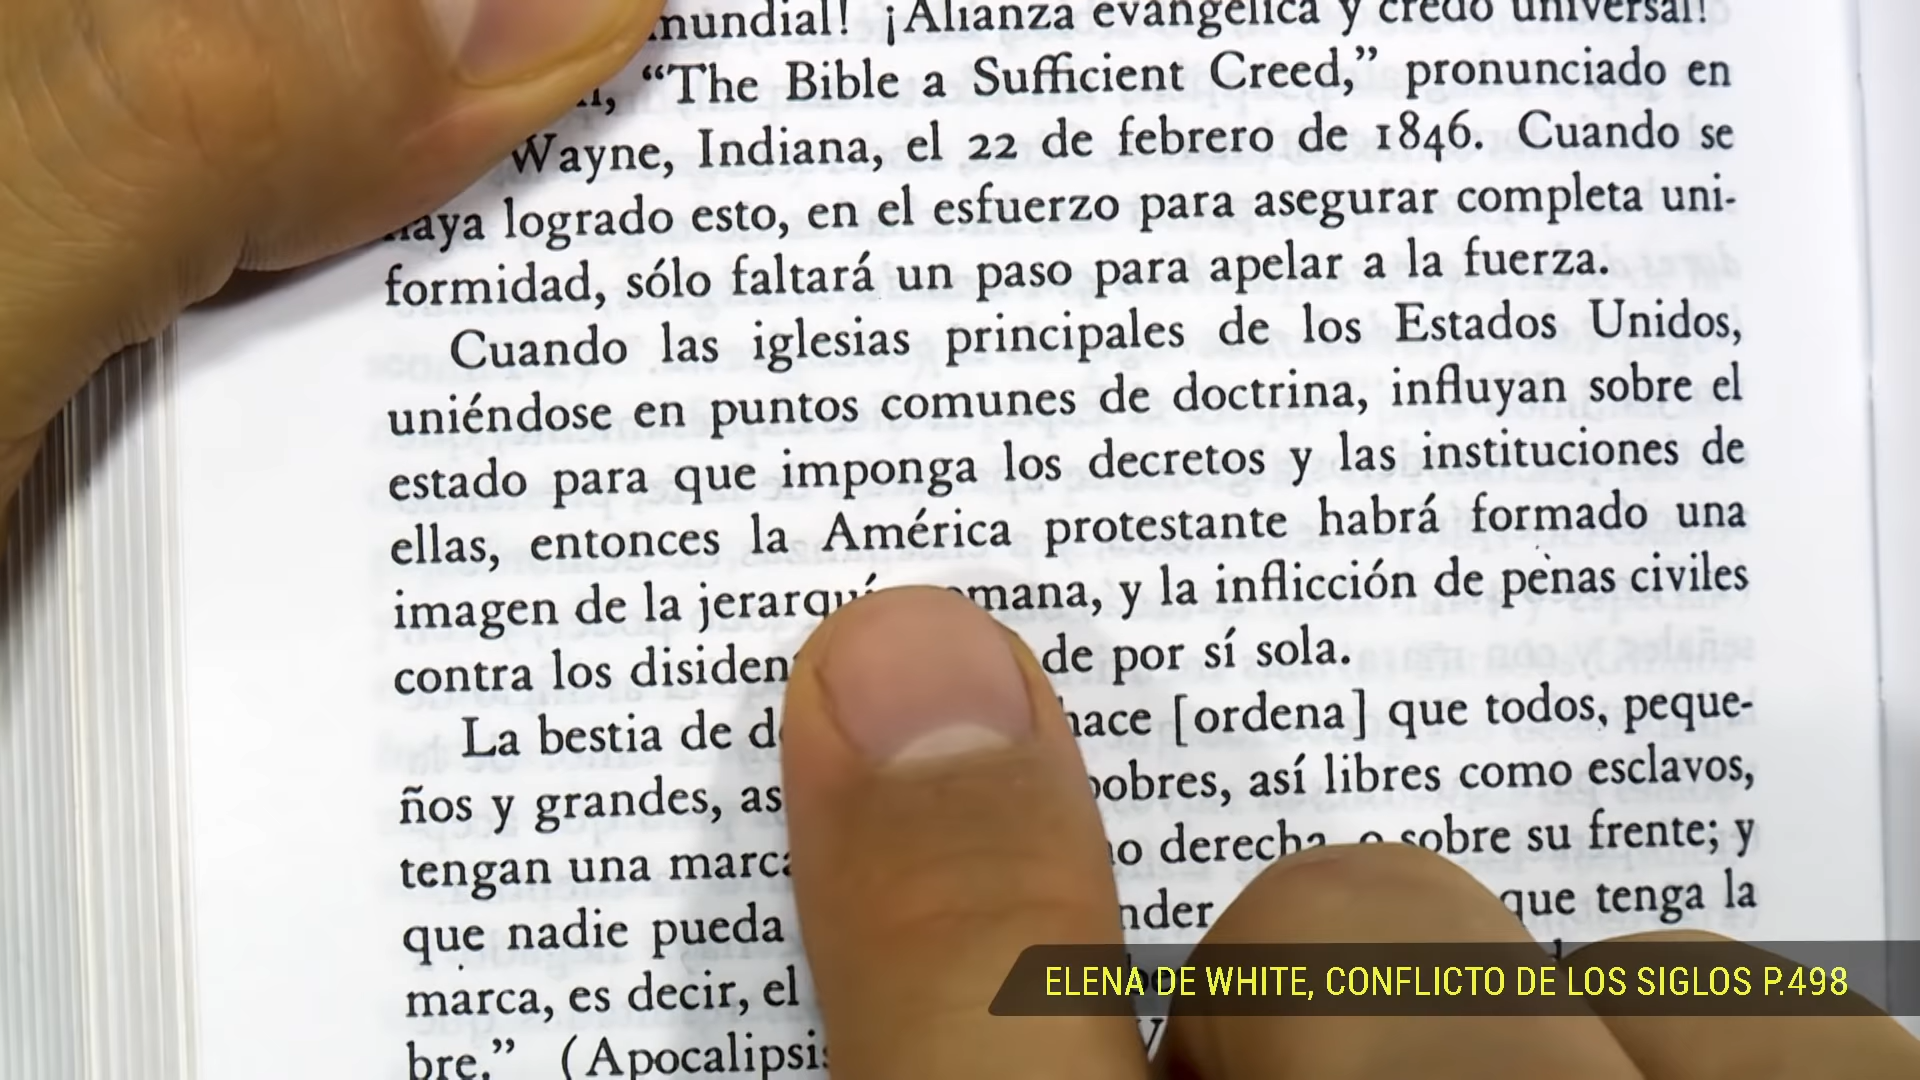 mundial! ¡Alianza evangélica y credo universal!
“The Bible a Sufficient Creed,” pronunciado en
Wayne, Indiana, el 22 de febrero de 1846. Cuando se
haya logrado esto, en el esfuerzo para asegurar completa uni-
formidad, sólo faltará un paso para apelar a la fuerza.
Cuando las iglesias principales de los Estados Unidos,
uniéndose en puntos comunes de doctrina, influyan sobre el
estado para que imponga los decretos y las instituciones de
ellas, entonces la América protestante habrá formado una
imagen de la y la inflicción de penas civiles
contra los de por sí sola.
La bestia de hace [ordena] que todos, peque-
ños y grandes, pobres, así libres como esclavos,
tengan una derecha, o sobre su frente; y
que nadie pueda que tenga la
marca, es decir, el
bre.” (Apocalipsis
ELENA DE WHITE, CONFLICTO DE LOS SIGLOS P.498